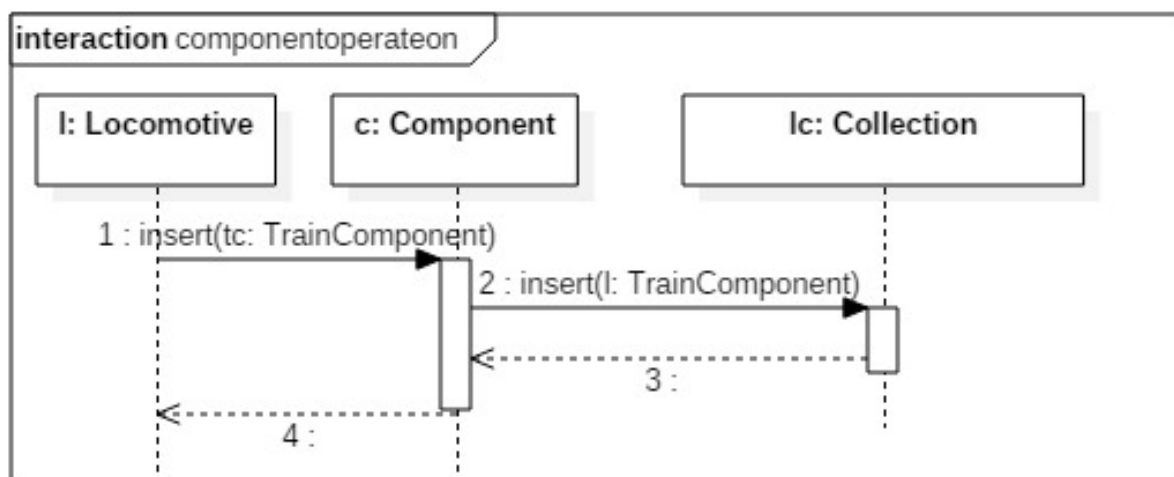 interaction componentoperateon
l: Locomotive
c: Component
lc: Collection
1 : insert(tc: TrainComponent)
2 : insert(l: TrainComponent)
3 :
4 :